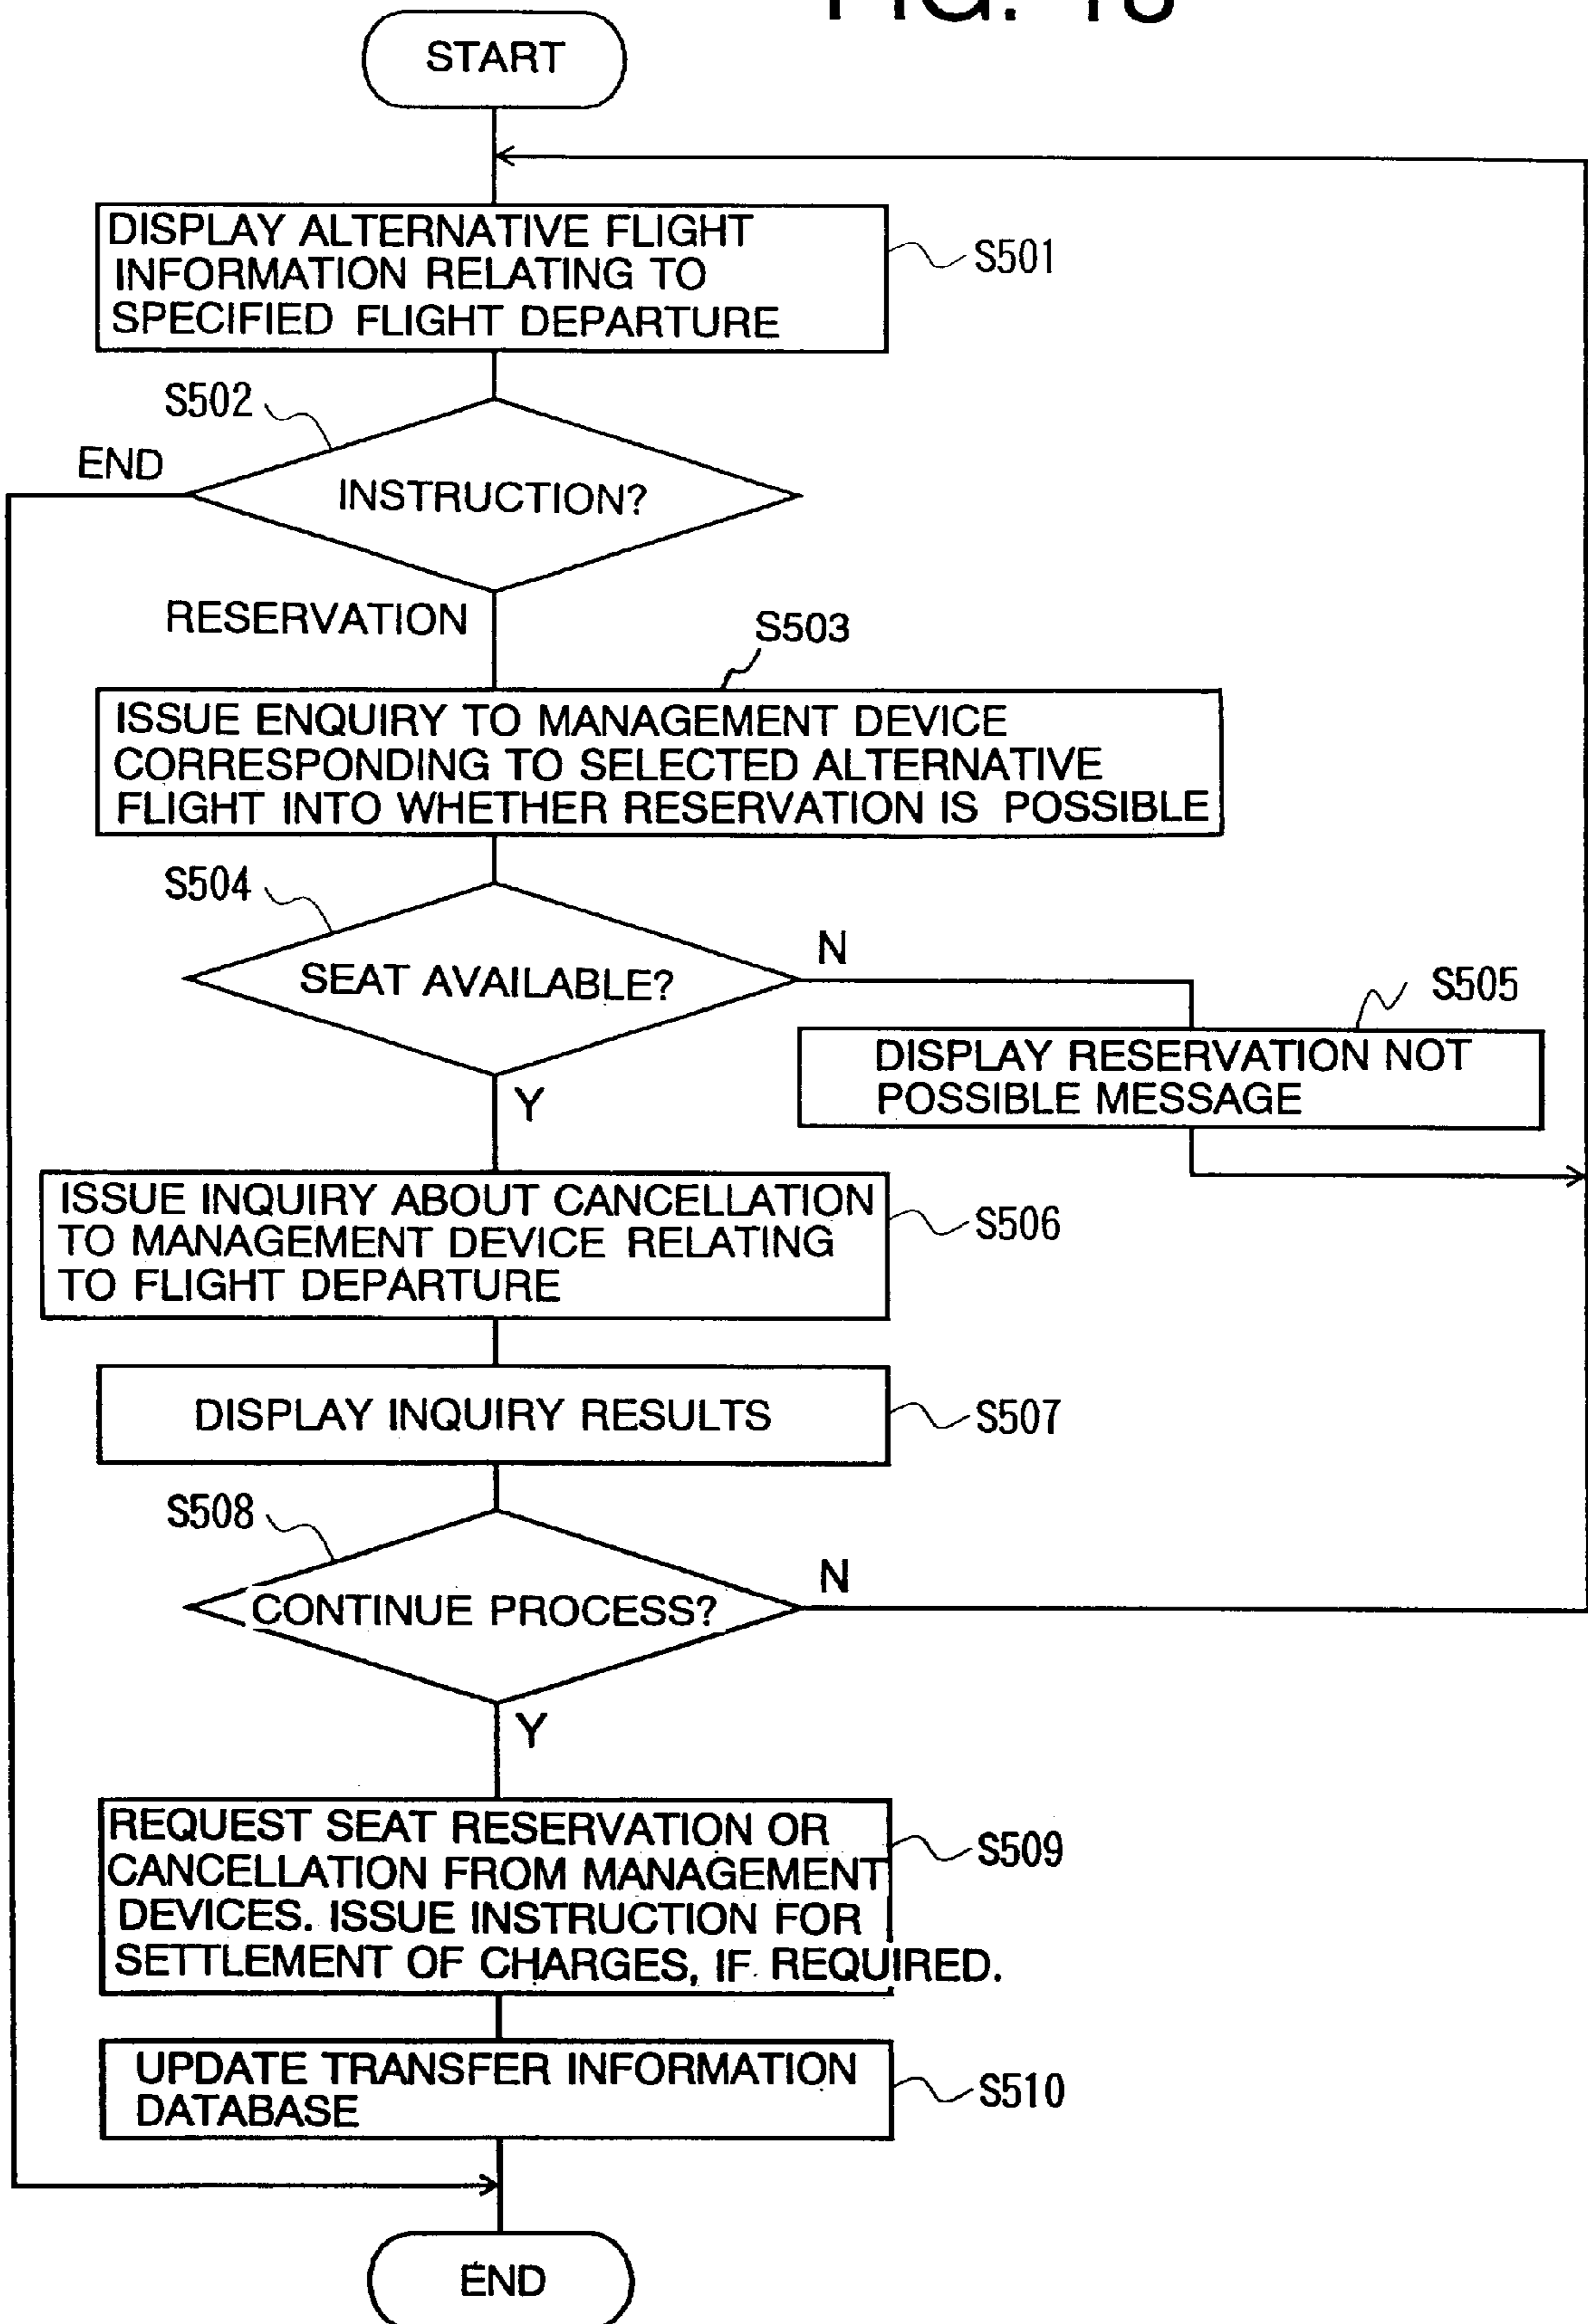 START
DISPLAY ALTERNATIVE FLIGHT
INFORMATION RELATING TO
SPECIFIED FLIGHT DEPARTURE
S501
S502
END
INSTRUCTION?
RESERVATION
S503
ISSUE ENQUIRY TO MANAGEMENT DEVICE
CORRESPONDING TO SELECTED ALTERNATIVE
FLIGHT INTO WHETHER RESERVATION IS POSSIBLE
S504
SEAT AVAILABLE?
N
S505
DISPLAY RESERVATION NOT
POSSIBLE MESSAGE
Y
ISSUE INQUIRY ABOUT CANCELLATION
TO MANAGEMENT DEVICE RELATING
TO FLIGHT DEPARTURE
S506
DISPLAY INQUIRY RESULTS
S507
S508
CONTINUE PROCESS?
N
Y
REQUEST SEAT RESERVATION OR
CANCELLATION FROM MANAGEMENT
DEVICES. ISSUE INSTRUCTION FOR
SETTLEMENT OF CHARGES, IF REQUIRED.
S509
UPDATE TRANSFER INFORMATION
DATABASE
S510
END